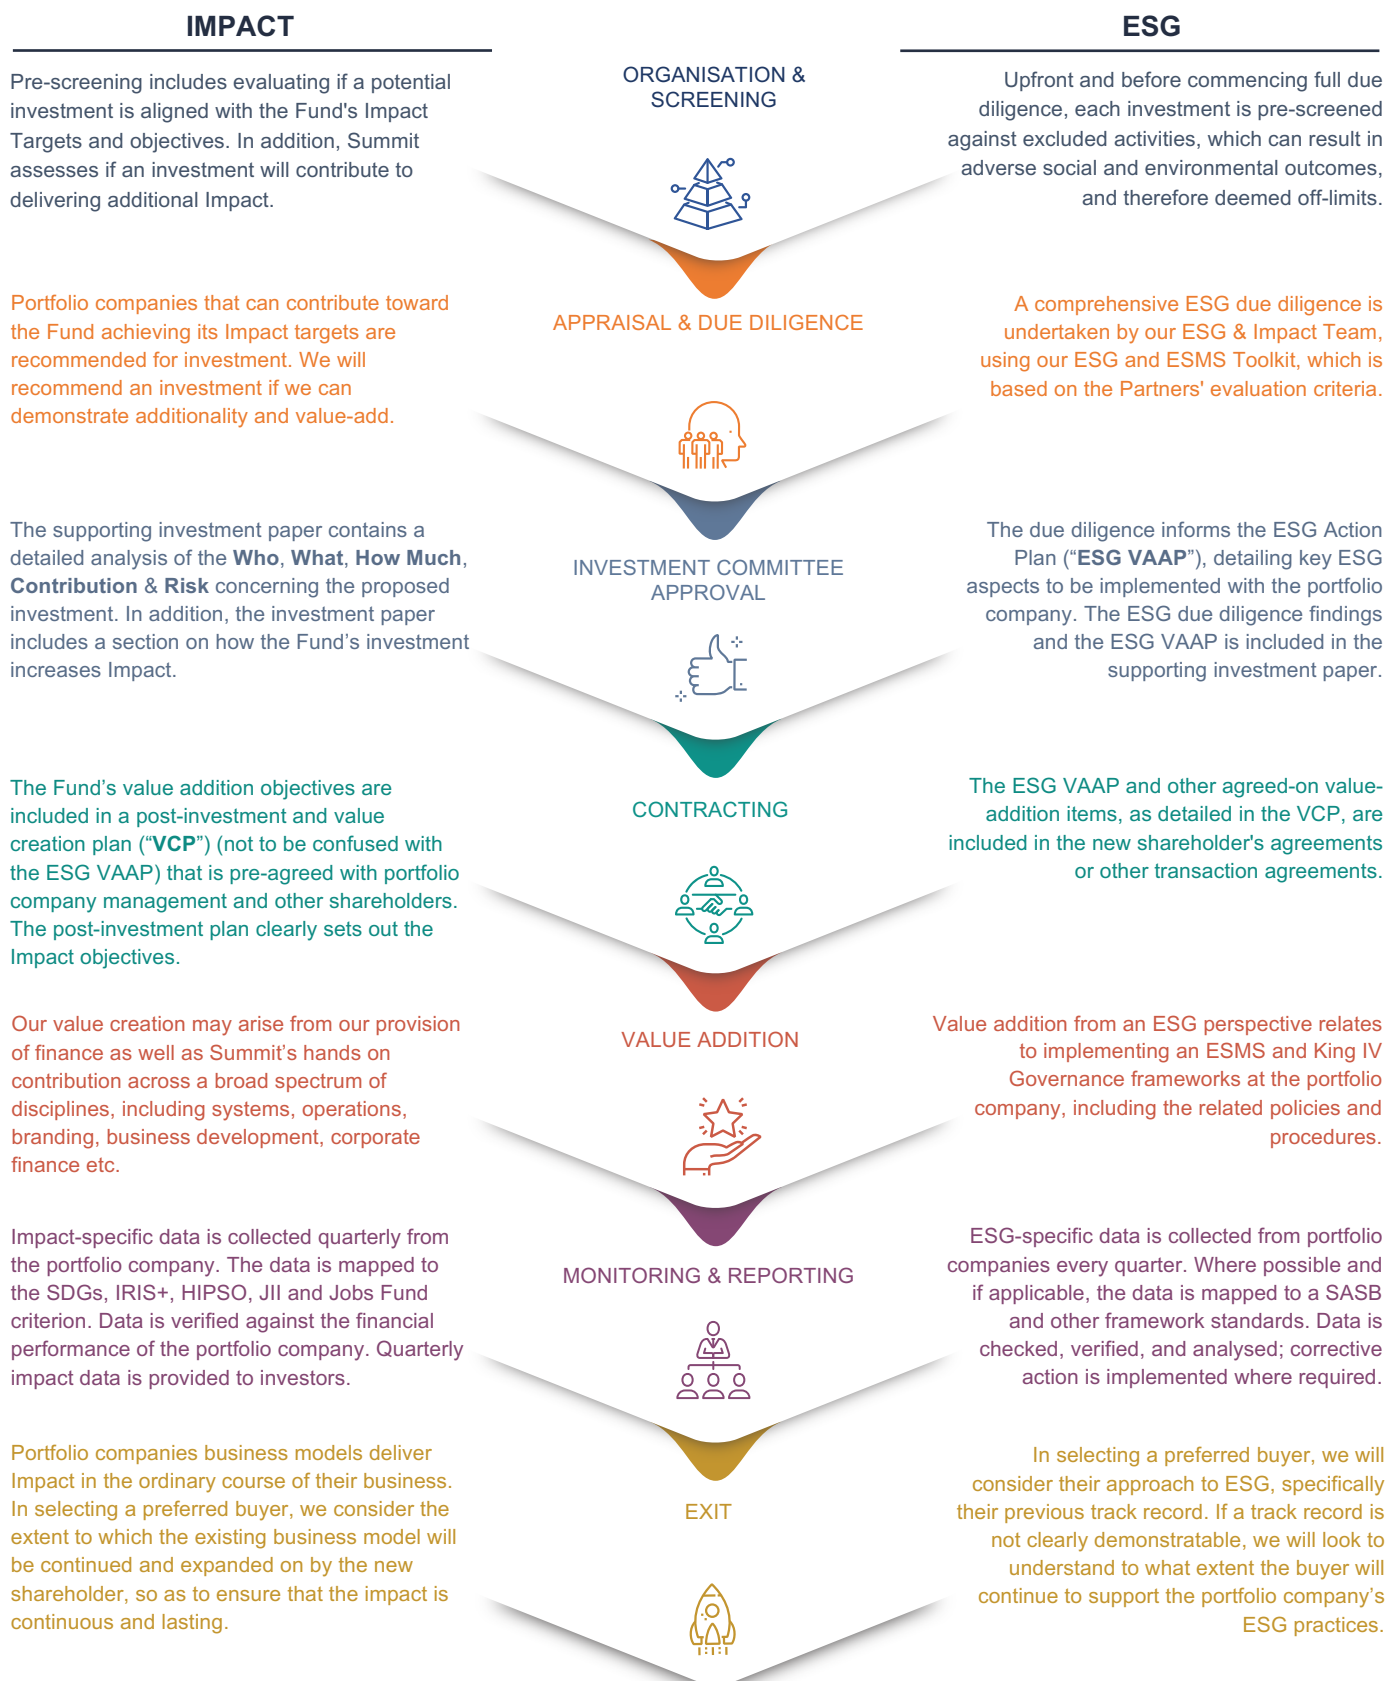 IMPACT
ESG
ORGANISATION &
SCREENING
Pre-screening includes evaluating if a potential
investment is aligned with the Fund's Impact
Targets and objectives. In addition, Summit
assesses if an investment will contribute to
delivering additional Impact.
Upfront and before commencing full due
diligence, each investment is pre-screened
against excluded activities, which can result in
adverse social and environmental outcomes,
and therefore deemed off-limits.
APPRAISAL & DUE DILIGENCE
Portfolio companies that can contribute toward
the Fund achieving its Impact targets are
recommended for investment. We will
recommend an investment if we can
demonstrate additionality and value-add.
A comprehensive ESG due diligence is
undertaken by our ESG & Impact Team,
using our ESG and ESMS Toolkit, which is
based on the Partners' evaluation criteria.
INVESTMENT COMMITTEE
APPROVAL
The supporting investment paper contains a
detailed analysis of the Who, What, How Much,
Contribution & Risk concerning the proposed
investment. In addition, the investment paper
includes a section on how the Fund’s investment
increases Impact.
The due diligence informs the ESG Action
Plan (“ESG VAAP”), detailing key ESG
aspects to be implemented with the portfolio
company. The ESG due diligence findings
and the ESG VAAP is included in the
supporting investment paper.
CONTRACTING
The Fund’s value addition objectives are
included in a post-investment and value
creation plan (“VCP”) (not to be confused with
the ESG VAAP) that is pre-agreed with portfolio
company management and other shareholders.
The post-investment plan clearly sets out the
Impact objectives.
The ESG VAAP and other agreed-on value-
addition items, as detailed in the VCP, are
included in the new shareholder's agreements
or other transaction agreements.
VALUE ADDITION
Our value creation may arise from our provision
of finance as well as Summit’s hands on
contribution across a broad spectrum of
disciplines, including systems, operations,
branding, business development, corporate
finance etc.
Value addition from an ESG perspective relates
to implementing an ESMS and King IV
Governance frameworks at the portfolio
company, including the related policies and
procedures.
MONITORING & REPORTING
Impact-specific data is collected quarterly from
the portfolio company. The data is mapped to
the SDGs, IRIS+, HIPSO, JII and Jobs Fund
criterion. Data is verified against the financial
performance of the portfolio company. Quarterly
impact data is provided to investors.
ESG-specific data is collected from portfolio
companies every quarter. Where possible and
if applicable, the data is mapped to a SASB
and other framework standards. Data is
checked, verified, and analysed; corrective
action is implemented where required.
EXIT
Portfolio companies business models deliver
Impact in the ordinary course of their business.
In selecting a preferred buyer, we consider the
extent to which the existing business model will
be continued and expanded on by the new
shareholder, so as to ensure that the impact is
continuous and lasting.
In selecting a preferred buyer, we will
consider their approach to ESG, specifically
their previous track record. If a track record is
not clearly demonstratable, we will look to
understand to what extent the buyer will
continue to support the portfolio company’s
ESG practices.